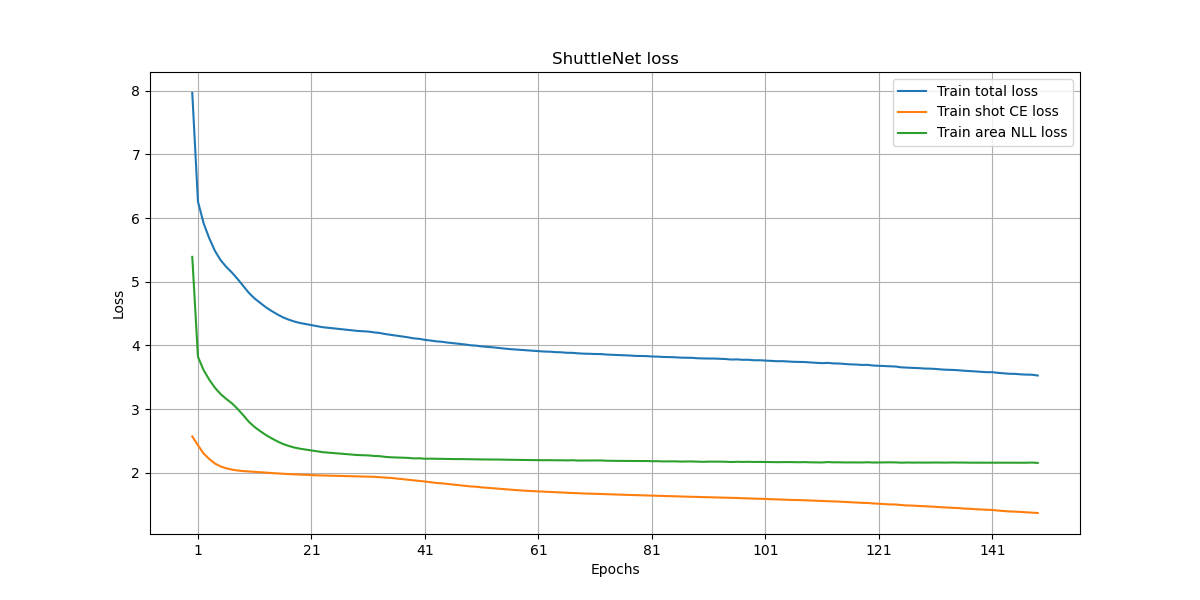 ShuttleNet loss
Train total loss
Train shot CE loss
Train area NLL loss
8
7
6
5
4
3
2
Loss
1 21 41 61 81 101 121 141
Epochs